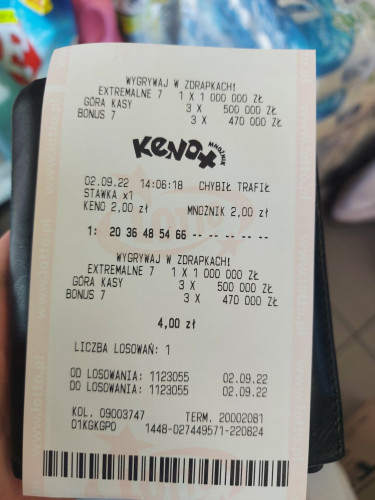 WYGRYWAJ W ZDRAPKACH!
EXTREMALNE 7 1 X 1 000 000 ZŁ
GÓRA KASY 3 X 500 000 ZŁ
BONUS 7 3 X 470 000 ZŁ
KENO+ MNOŻNIK
02.09.22 14:06:18 CHYBIŁ TRAFIŁ
STAWKA x1
KENO 2,00 zł MNOŻNIK 2,00 zł
1: 20 36 48 54 66 -- -- -- -- --
WYGRYWAJ W ZDRAPKACH!
EXTREMALNE 7 1 X 1 000 000 ZŁ
GÓRA KASY 3 X 500 000 ZŁ
BONUS 7 3 X 470 000 ZŁ
4,00 zł
LICZBA LOSOWAŃ: 1
OD LOSOWANIA: 1123055 02.09.22
DO LOSOWANIA: 1123055 02.09.22
KOL. 09003747 TERM. 20002081
01KGKGPO 1448-027449571-220824
www.lotto.pl